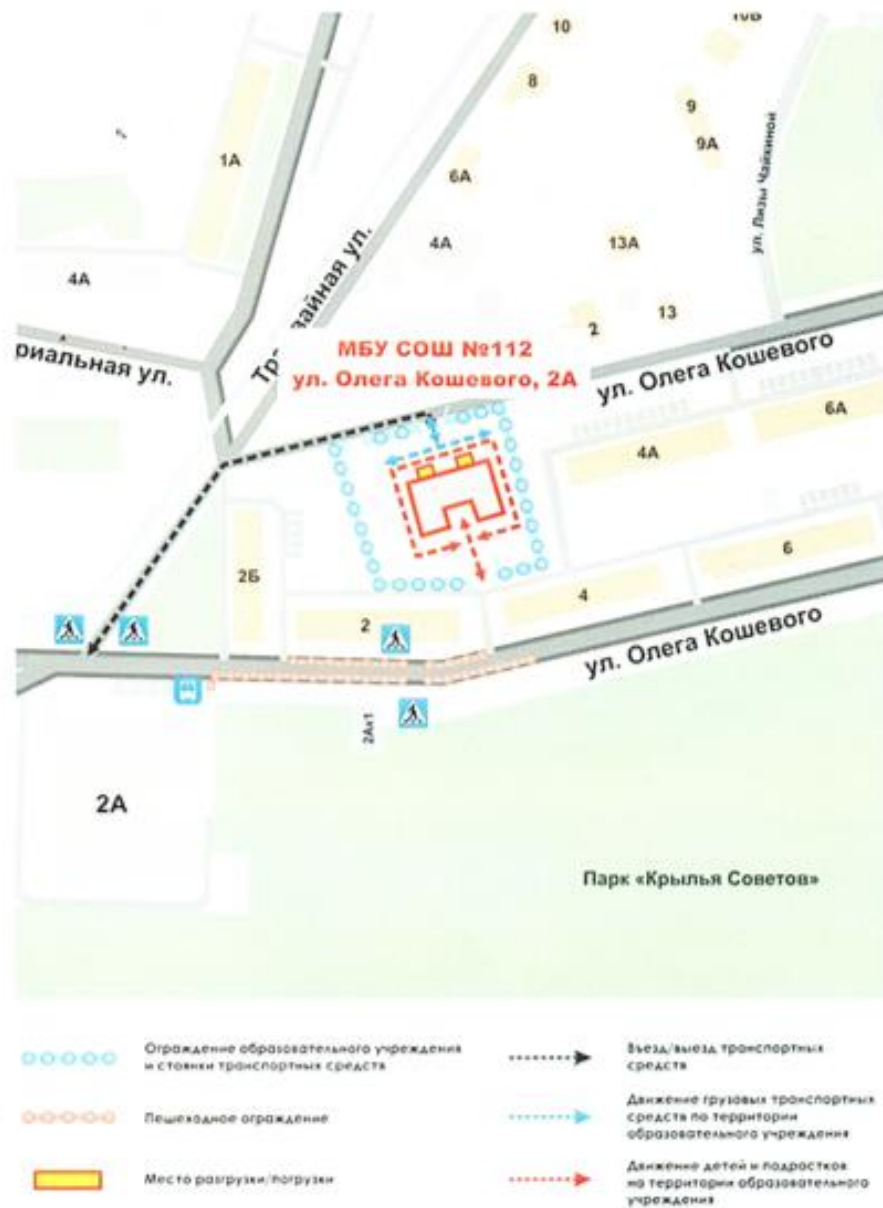 10
10Б
8
9
9А
1А
6А
ул. Лизы Чайкиной
4А
13А
4А
Трамвайная ул.
2
13
риальная ул.
МБУ СОШ №112
ул. Олега Кошевого, 2А
ул. Олега Кошевого
6А
4А
2Б
6
4
2
ул. Олега Кошевого
2Ак1
2А
Парк «Крылья Советов»
Ограждение образовательного учреждения
и стоянки транспортных средств
Пешеходное ограждение
Место разгрузки/погрузки
Въезд/выезд транспортных
средств
Движение грузовых транспортных
средств по территории
образовательного учреждения
Движение детей и подростков
на территории образовательного
учреждения